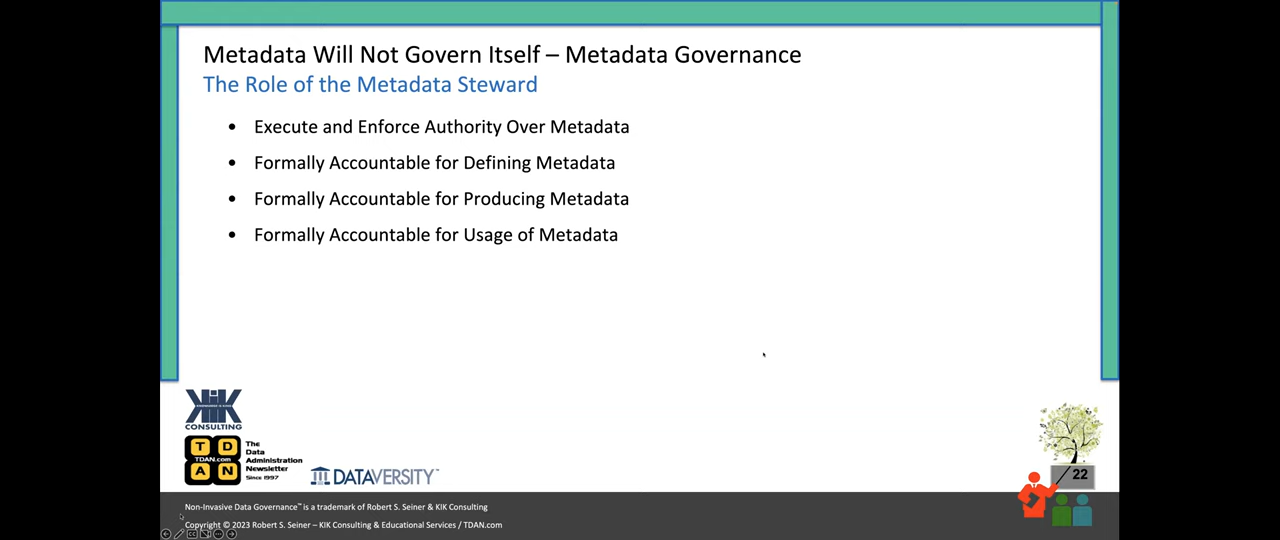 Metadata Will Not Govern Itself – Metadata Governance
The Role of the Metadata Steward
• Execute and Enforce Authority Over Metadata
• Formally Accountable for Defining Metadata
• Formally Accountable for Producing Metadata
• Formally Accountable for Usage of Metadata
KIK
CONSULTING
T D
TDAN.com
A N
The
Data
Administration
Newsletter
Since 1997
DATAVERSITY
22
Non-Invasive Data Governance™ is a trademark of Robert S. Seiner & KIK Consulting
Copyright © 2023 Robert S. Seiner – KIK Consulting & Educational Services / TDAN.com